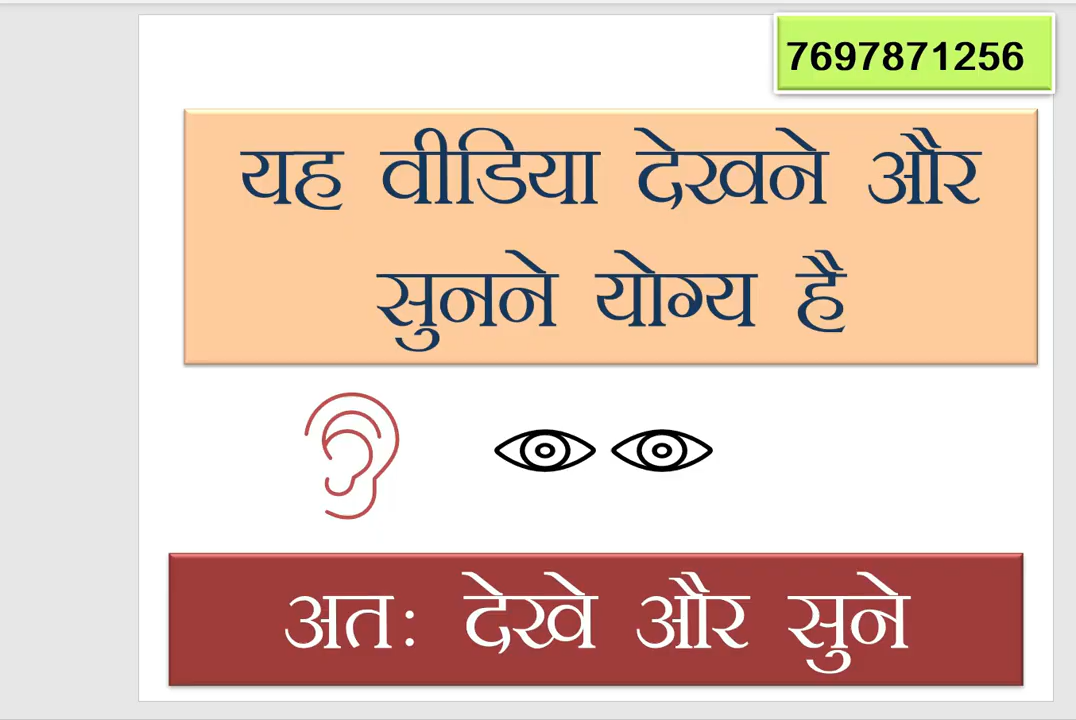 7697871256
यह वीडिया देखने और
सुनने योग्य है
अतः देखे और सुने